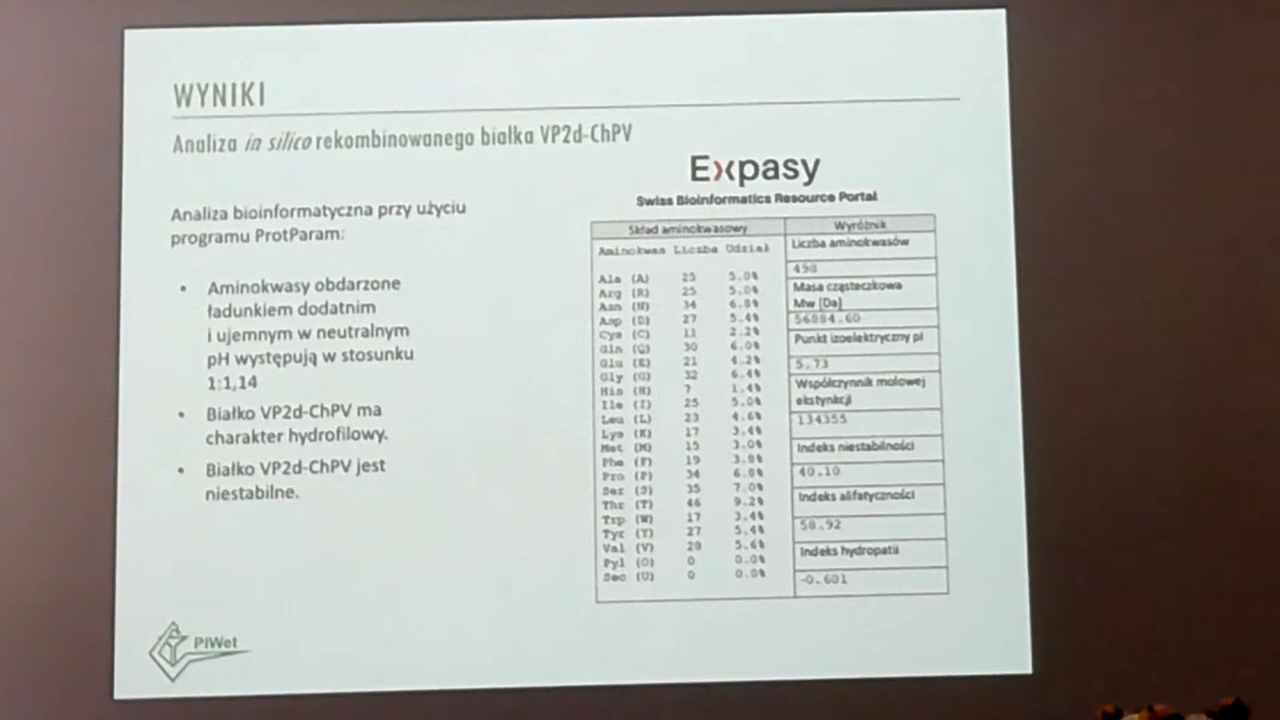 WYNIKI
Analiza in silico rekombinowanego białka VP2d-ChPV
Analiza bioinformatyczna przy użyciu
programu ProtParam:
• Aminokwasy obdarzone
ładunkiem dodatnim
i ujemnym w neutralnym
pH występują w stosunku
1:1,14
• Białko VP2d-ChPV ma
charakter hydrofilowy.
• Białko VP2d-ChPV jest
niestabilne.
PIWet
Expasy
Swiss Bioinformatics Resource Portal
Skład aminokwasowy
Aminokwas Liczba Udział
Ala (A) 25 5.0%
Arg (R) 25 5.0%
Asn (N) 34 6.8%
Asp (D) 27 5.4%
Cys (C) 11 2.2%
Gln (Q) 30 6.0%
Glu (E) 21 4.2%
Gly (G) 32 6.4%
His (H) 7 1.4%
Ile (I) 25 5.0%
Leu (L) 23 4.6%
Lys (K) 17 3.4%
Met (M) 15 3.0%
Phe (F) 19 3.8%
Pro (P) 34 6.8%
Ser (S) 35 7.0%
Thr (T) 46 9.2%
Trp (W) 17 3.4%
Tyr (Y) 27 5.4%
Val (V) 28 5.6%
Pyl (O) 0 0.0%
Sec (U) 0 0.0%
Wyróżnik
Liczba aminokwasów
498
Masa cząsteczkowa
Mw [Da]
56884.60
Punkt izoelektryczny pI
5.73
Współczynnik molowej
ekstynkcji
134355
Indeks niestabilności
40.10
Indeks alifatyczności
58.92
Indeks hydropatii
-0.601